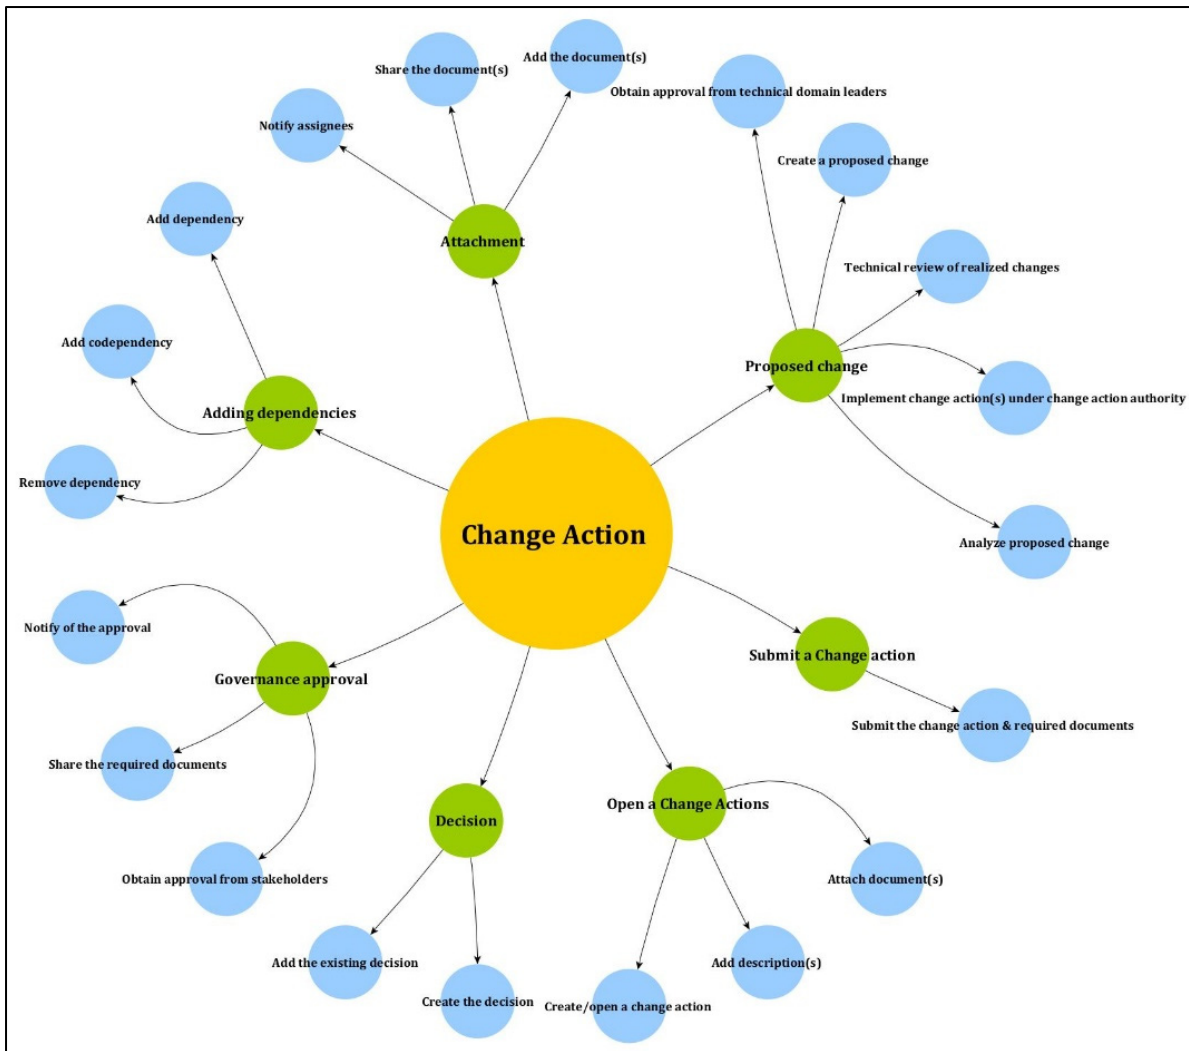 Add the document(s)
Share the document(s)
Obtain approval from technical domain leaders
Notify assignees
Create a proposed change
Add dependency
Attachment
Technical review of realized changes
Add codependency
Proposed change
Implement change action(s) under change action authority
Adding dependencies
Remove dependency
Change Action
Analyze proposed change
Notify of the approval
Submit a Change action
Governance approval
Submit the change action & required documents
Share the required documents
Open a Change Actions
Decision
Obtain approval from stakeholders
Attach document(s)
Add the existing decision
Add description(s)
Create the decision
Create/open a change action